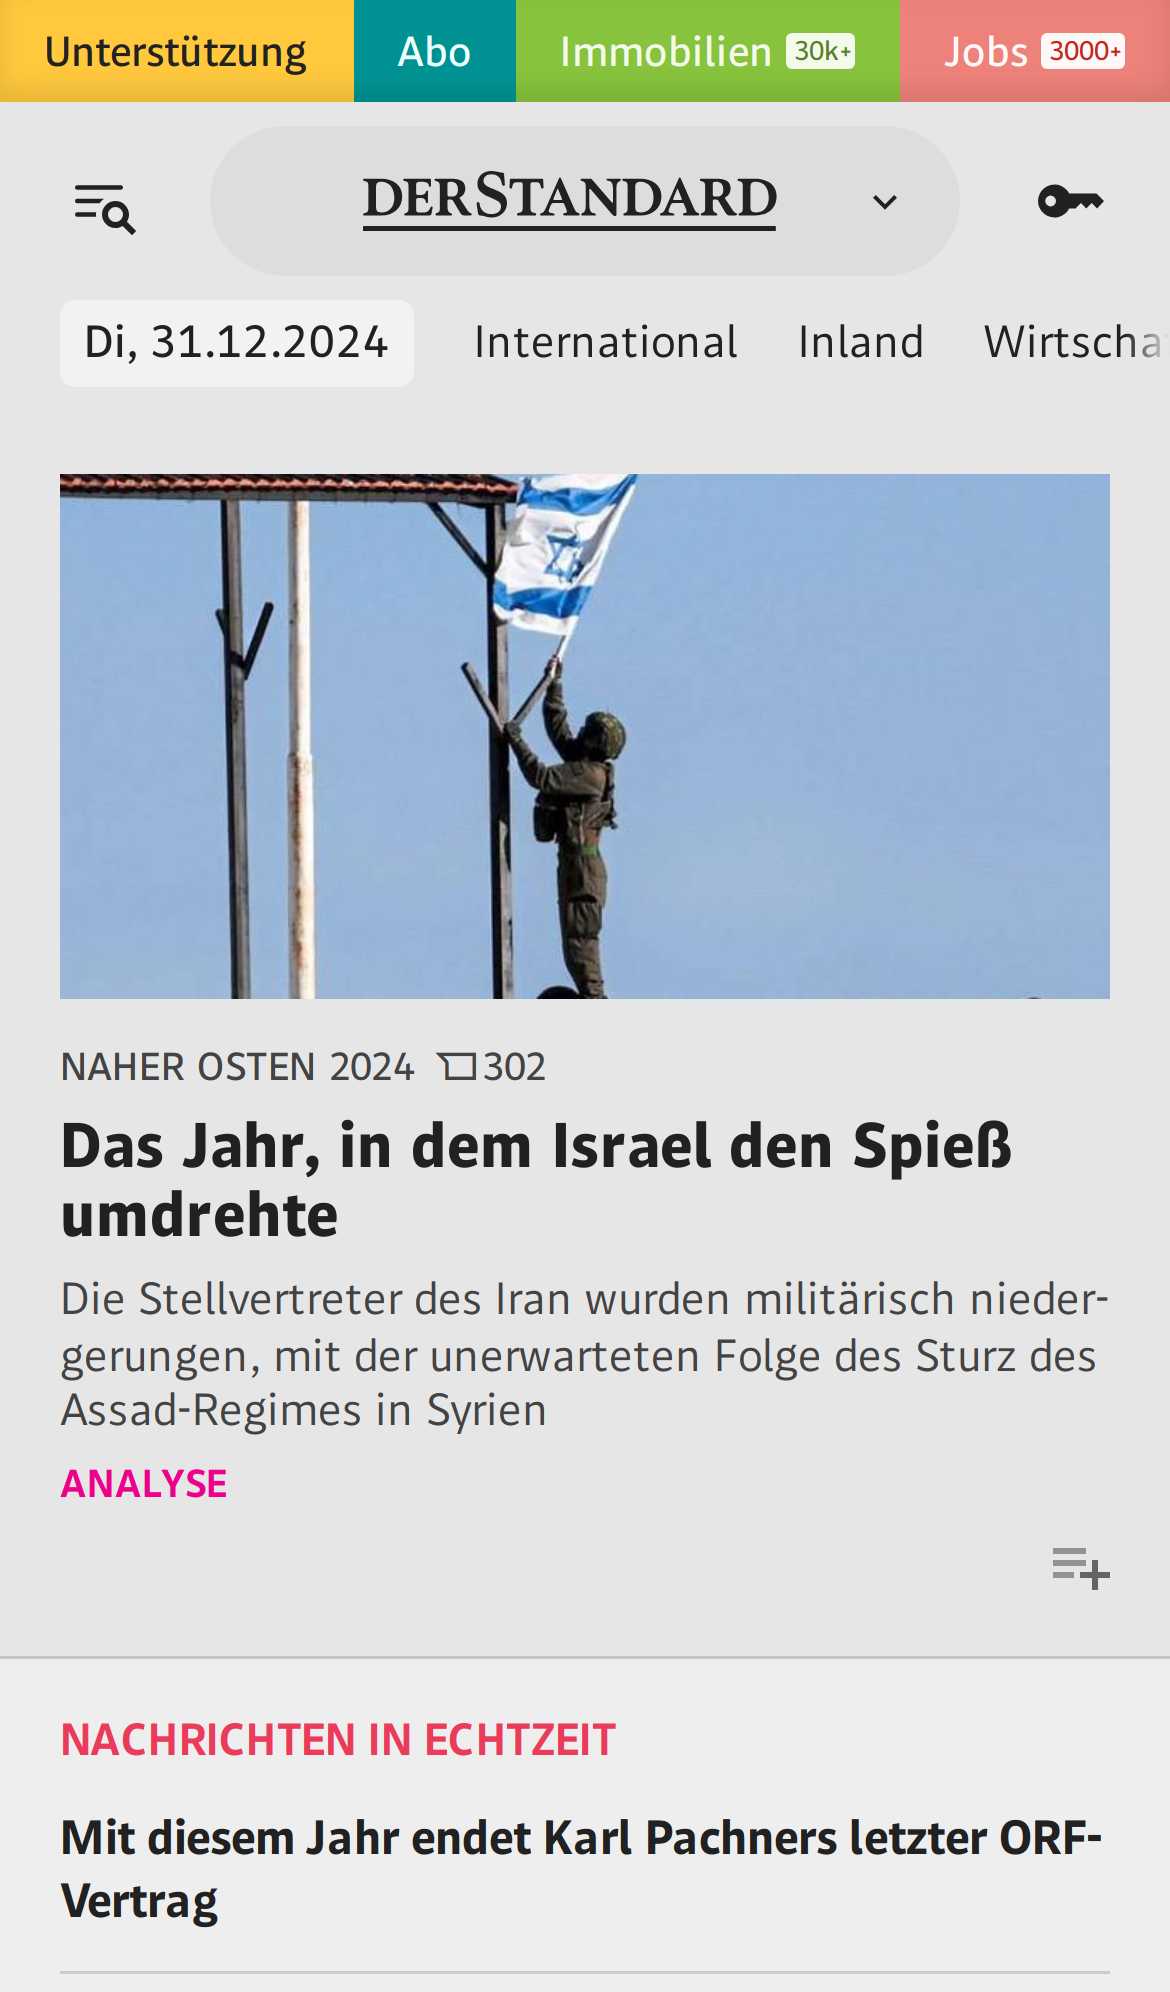 Unterstützung Abo Immobilien 30k+ Jobs 3000+
DERSTANDARD
Di, 31.12.2024 International Inland Wirtscha
NAHER OSTEN 2024 302
Das Jahr, in dem Israel den Spieß
umdrehte
Die Stellvertreter des Iran wurden militärisch nieder-
gerungen, mit der unerwarteten Folge des Sturz des
Assad-Regimes in Syrien
ANALYSE
NACHRICHTEN IN ECHTZEIT
Mit diesem Jahr endet Karl Pachners letzter ORF-
Vertrag